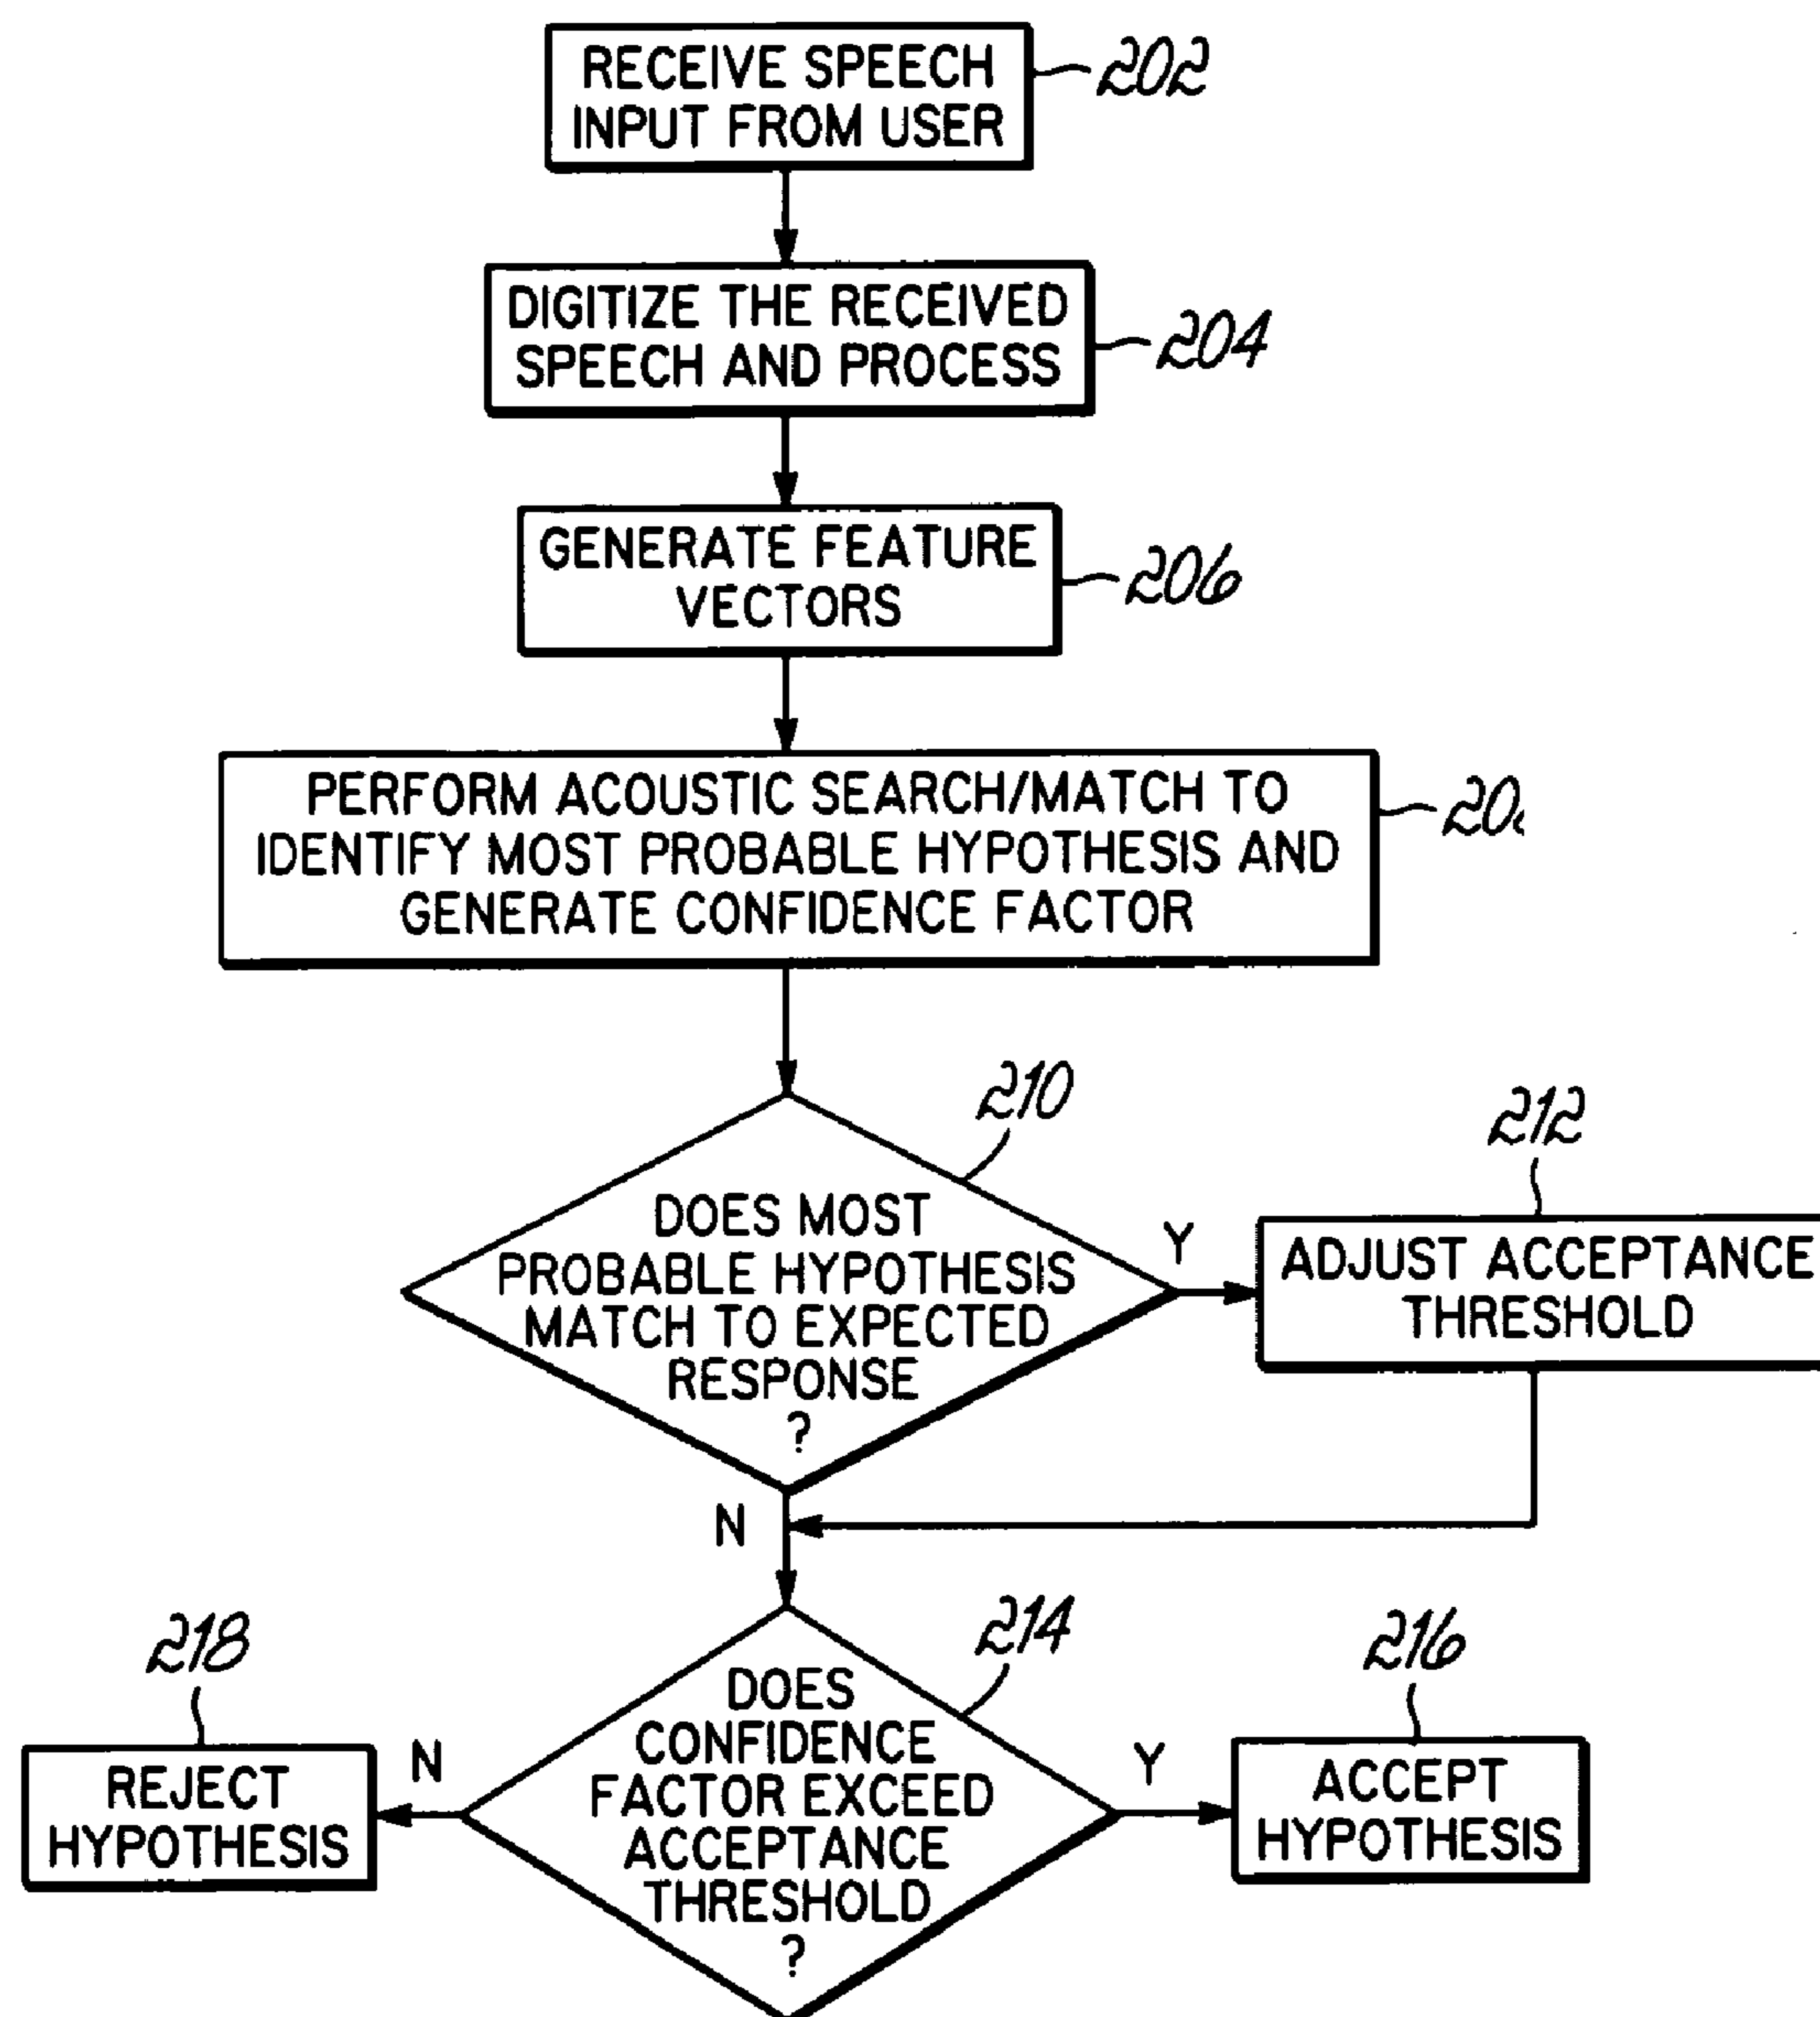 RECEIVE SPEECH
INPUT FROM USER
202
DIGITIZE THE RECEIVED
SPEECH AND PROCESS
204
GENERATE FEATURE
VECTORS
206
PERFORM ACOUSTIC SEARCH/MATCH TO
IDENTIFY MOST PROBABLE HYPOTHESIS AND
GENERATE CONFIDENCE FACTOR
210
DOES MOST
PROBABLE HYPOTHESIS
MATCH TO EXPECTED
RESPONSE
?
Y
212
ADJUST ACCEPTANCE
THRESHOLD
N
214
DOES
CONFIDENCE
FACTOR EXCEED
ACCEPTANCE
THRESHOLD
?
N
218
REJECT
HYPOTHESIS
Y
216
ACCEPT
HYPOTHESIS